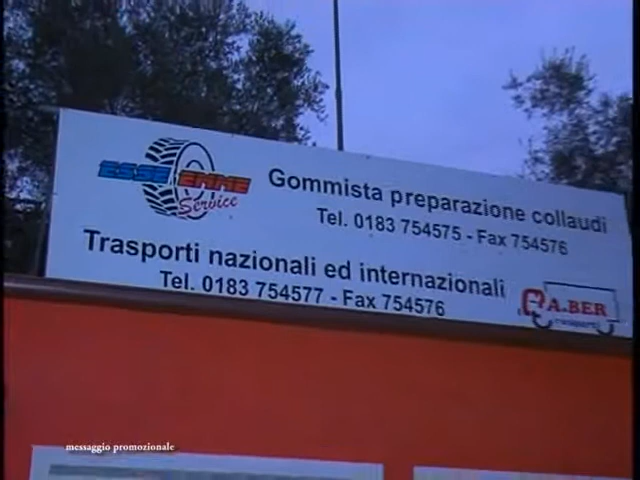 ESSE EMME
Service
Gommista preparazione collaudi
Tel. 0183 754575 - Fax 754576
Trasporti nazionali ed internazionali
Tel. 0183 754577 - Fax 754576
A.BER
trasporti
messaggio promozionale